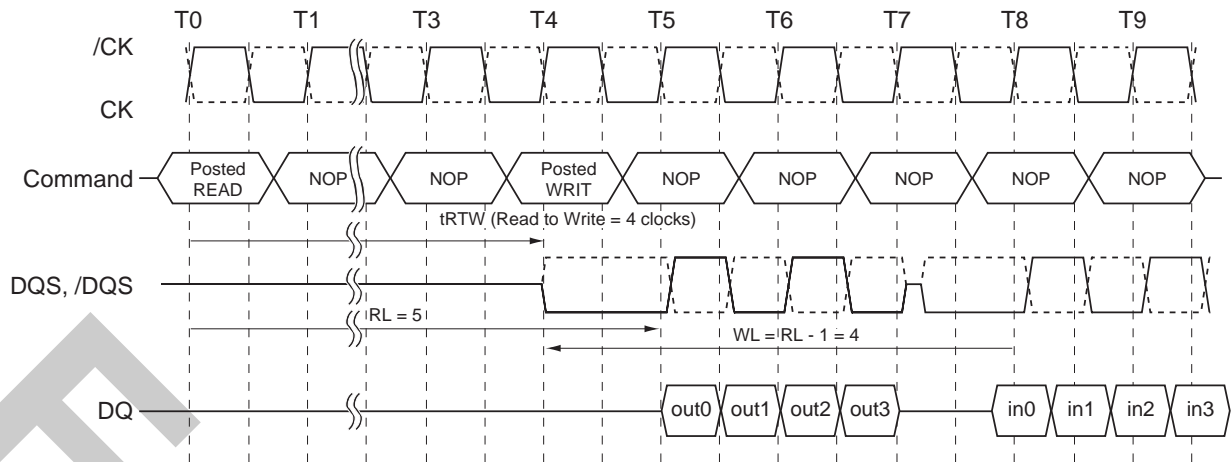 T0 T1 T3 T4 T5 T6 T7 T8 T9
/CK
CK
Command
Posted READ NOP NOP Posted WRIT NOP NOP NOP NOP NOP
tRTW (Read to Write = 4 clocks)
DQS, /DQS
RL = 5
WL = RL - 1 = 4
DQ
out0 out1 out2 out3 in0 in1 in2 in3